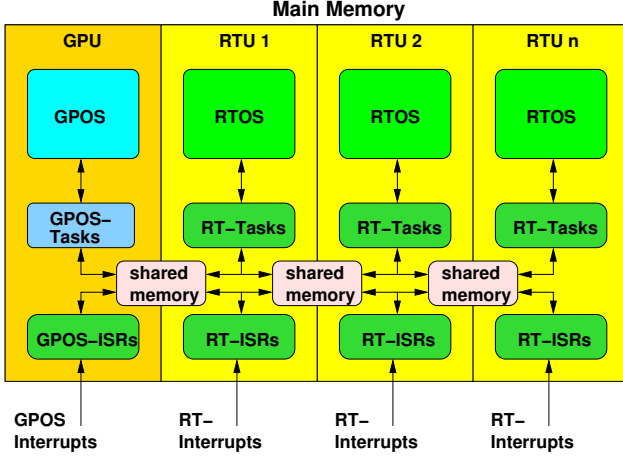 Main Memory
GPU RTU 1 RTU 2 RTU n
GPOS RTOS RTOS RTOS
GPOS–
Tasks
RT–Tasks RT–Tasks RT–Tasks
shared
memory
shared
memory
shared
memory
GPOS–ISRs RT–ISRs RT–ISRs RT–ISRs
GPOS
Interrupts
RT–
Interrupts
RT–
Interrupts
RT–
Interrupts